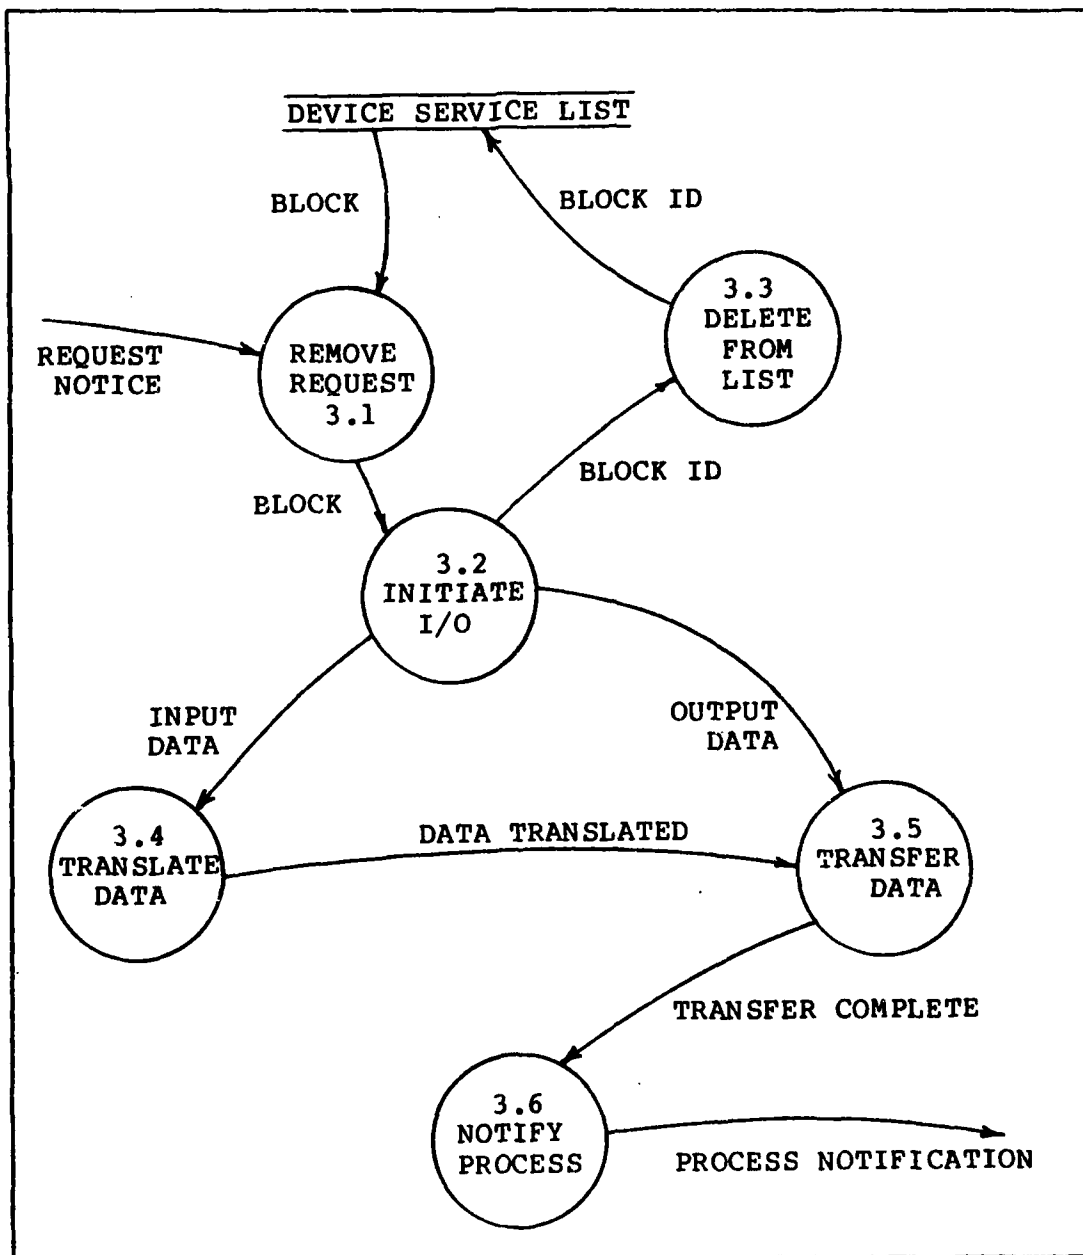 DEVICE SERVICE LIST
BLOCK
BLOCK ID
3.3
DELETE
FROM
LIST
REQUEST
NOTICE
REMOVE
REQUEST
3.1
BLOCK ID
BLOCK
3.2
INITIATE
I/O
INPUT
DATA
OUTPUT
DATA
3.4
TRANSLATE
DATA
DATA TRANSLATED
3.5
TRANSFER
DATA
TRANSFER COMPLETE
3.6
NOTIFY
PROCESS
PROCESS NOTIFICATION